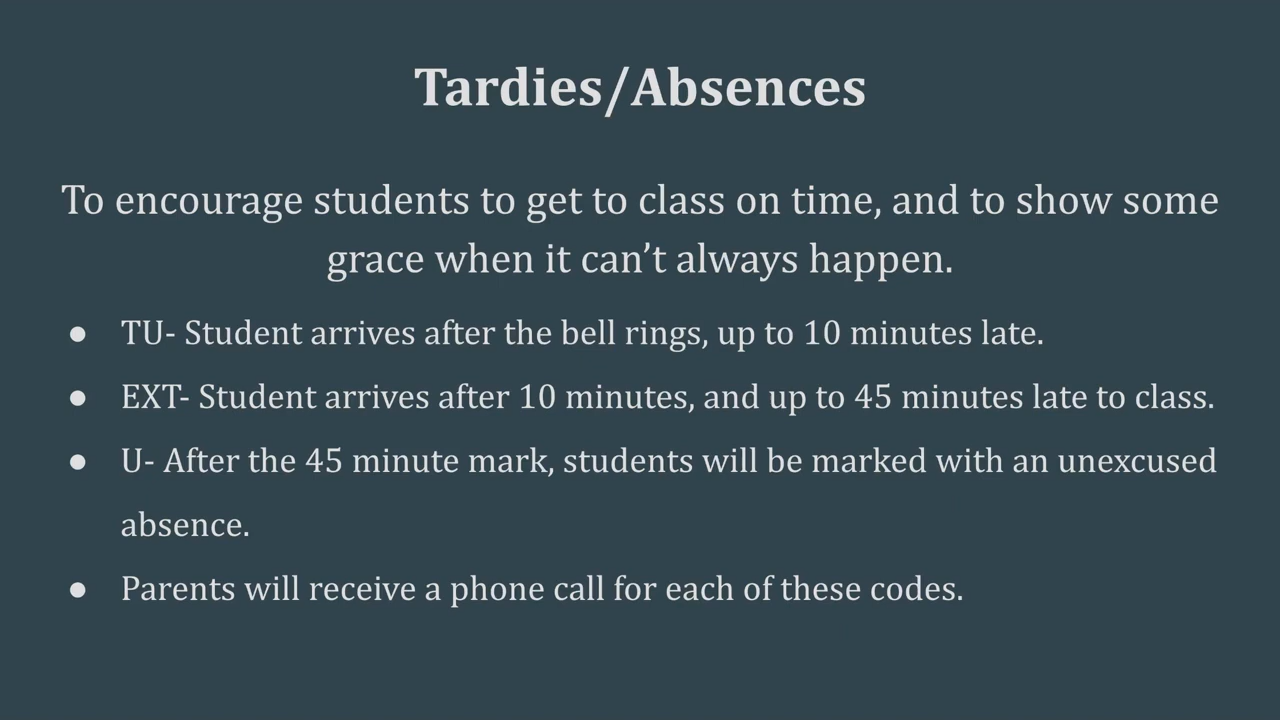 Tardies/Absences
To encourage students to get to class on time, and to show some
grace when it can’t always happen.
● TU- Student arrives after the bell rings, up to 10 minutes late.
● EXT- Student arrives after 10 minutes, and up to 45 minutes late to class.
● U- After the 45 minute mark, students will be marked with an unexcused
absence.
● Parents will receive a phone call for each of these codes.